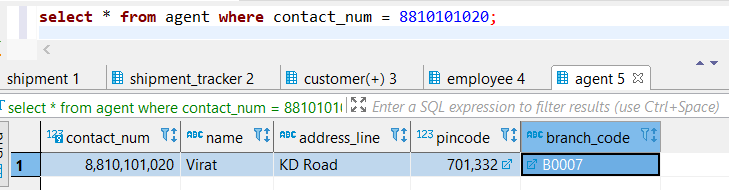 select * from agent where contact_num = 8810101020;
shipment 1 shipment_tracker 2 customer(+) 3 employee 4 agent 5
select * from agent where contact_num = 88101010 Enter a SQL expression to filter results (use Ctrl+Space)
123 contact_num ABC name ABC address_line 123 pincode ABC branch_code
1 8,810,101,020 Virat KD Road 701,332 B0007